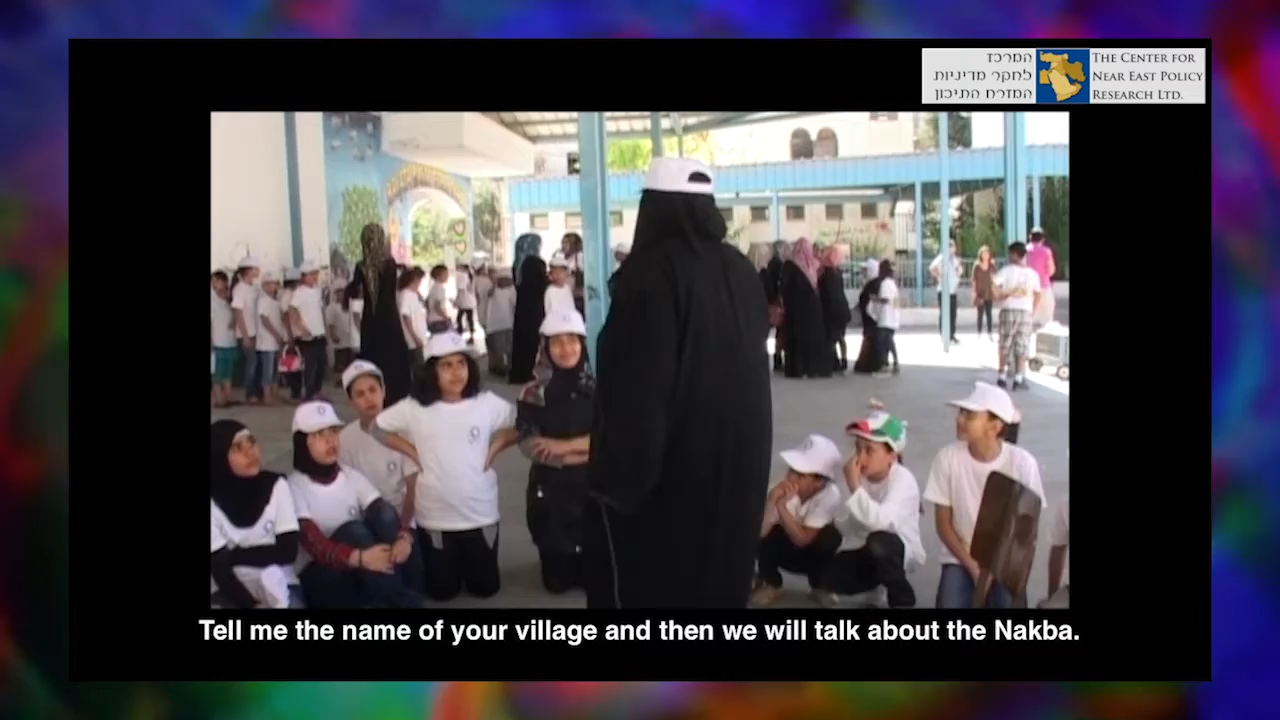 המרכז
לחקר מדיניות
המזרח התיכון
THE CENTER FOR
NEAR EAST POLICY
RESEARCH LTD.
Tell me the name of your village and then we will talk about the Nakba.